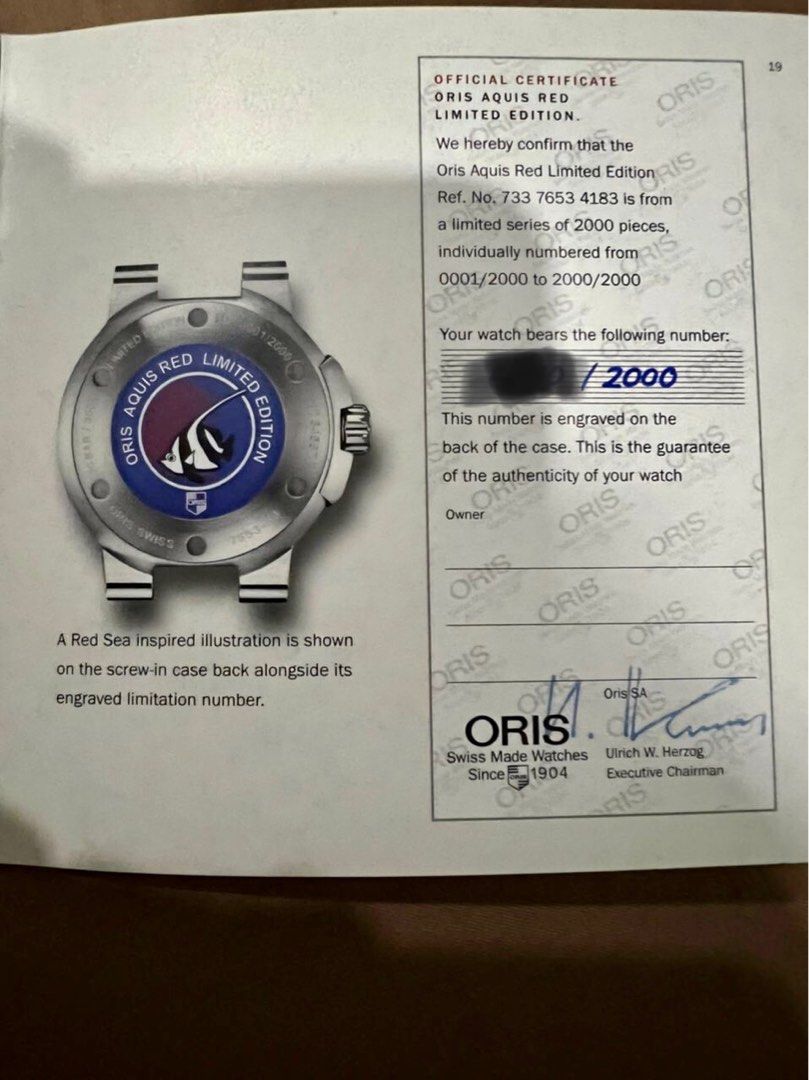 19
OFFICIAL CERTIFICATE
ORIS AQUIS RED
LIMITED EDITION.
We hereby confirm that the
Oris Aquis Red Limited Edition
Ref. No. 733 7653 4183 is from
a limited series of 2000 pieces,
individually numbered from
0001/2000 to 2000/2000
Your watch bears the following number:
/ 2000
This number is engraved on the
back of the case. This is the guarantee
of the authenticity of your watch
Owner
Oris SA
ORIS
Swiss Made Watches
Since ORIS 1904
Ulrich W. Herzog
Executive Chairman
ORIS AQUIS RED LIMITED EDITION
ORIS
ORIS SWISS
A Red Sea inspired illustration is shown
on the screw-in case back alongside its
engraved limitation number.